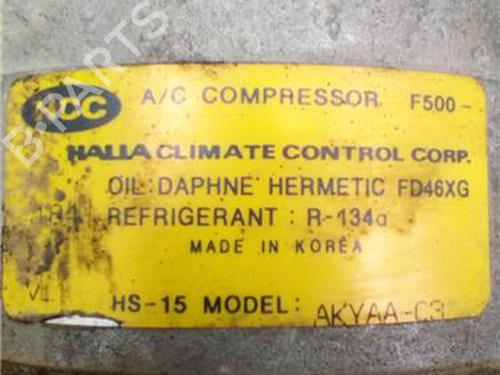 HCC A/C COMPRESSOR F500-
HALLA CLIMATE CONTROL CORP.
OIL: DAPHNE HERMETIC FD46XG
REFRIGERANT : R-134a
MADE IN KOREA
HS-15 MODEL: AKYAA-C3
B-PARTS